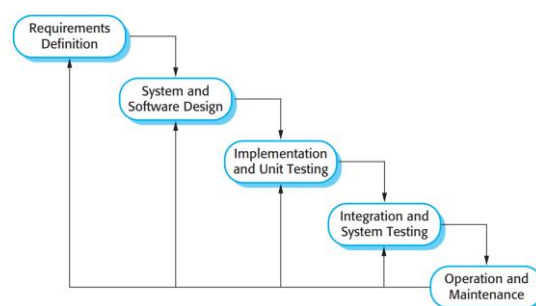 Requirements
Definition
System and
Software Design
Implementation
and Unit Testing
Integration and
System Testing
Operation and
Maintenance